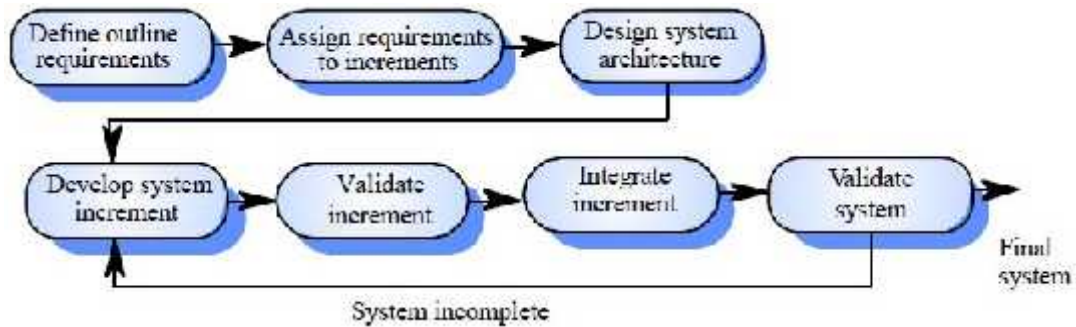 Define outline
requirements
Assign requirements
to increments
Design system
architecture
Develop system
increment
Validate
increment
Integrate
increment
Validate
system
Final
system
System incomplete